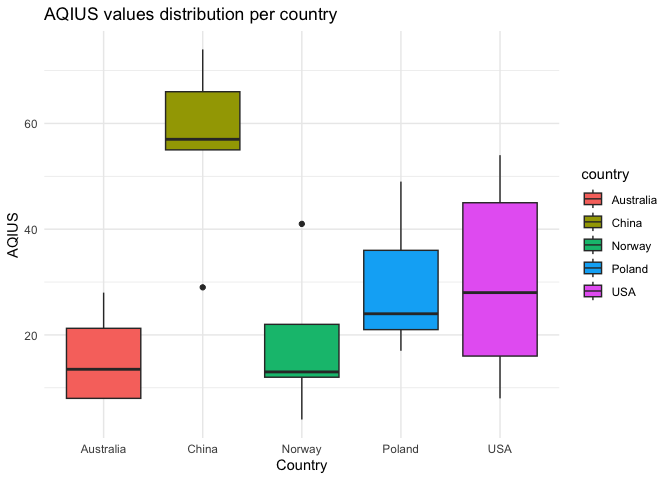 AQIUS values distribution per country
AQIUS
60
40
20
Australia
China
Norway
Poland
USA
Country
country
Australia
China
Norway
Poland
USA